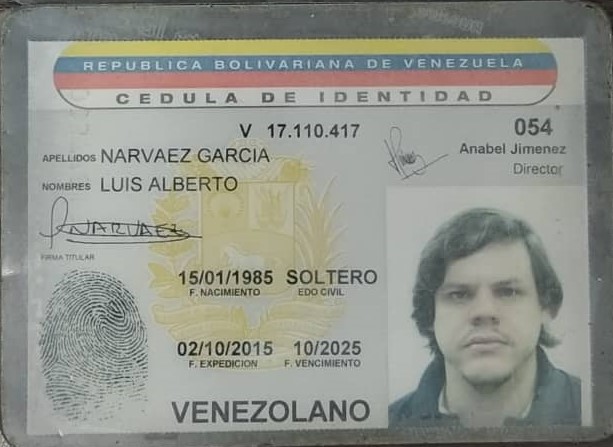 REPUBLICA BOLIVARIANA DE VENEZUELA
CEDULA DE IDENTIDAD
V 17.110.417
054
APELLIDOS NARVAEZ GARCIA
Anabel Jimenez
Director
NOMBRES LUIS ALBERTO
NARVAEZ
FIRMA TITULAR
15/01/1985 SOLTERO
F. NACIMIENTO EDO CIVIL
02/10/2015 10/2025
F. EXPEDICION F. VENCIMIENTO
VENEZOLANO